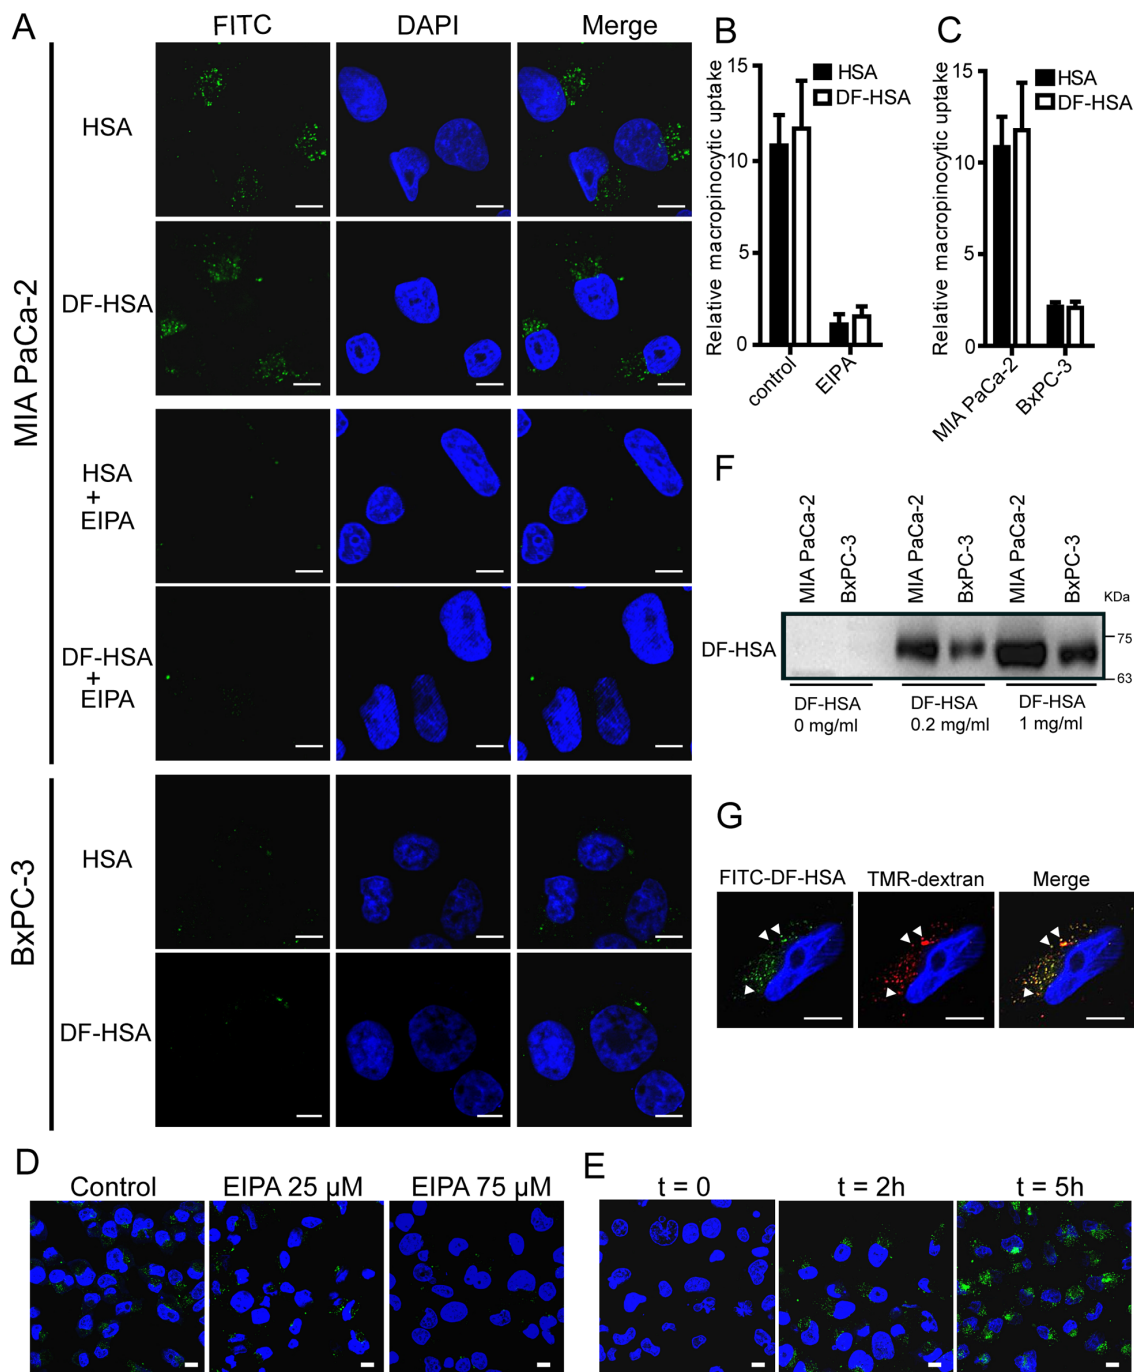 A
FITC
DAPI
Merge
MIA PaCa-2
HSA
DF-HSA
HSA
+
EIPA
DF-HSA
+
EIPA
BxPC-3
HSA
DF-HSA
B
Relative macropinocytic uptake
15
10
5
0
HSA
DF-HSA
control
EIPA
C
Relative macropinocytic uptake
15
10
5
0
HSA
DF-HSA
MIA PaCa-2
BxPC-3
F
MIA PaCa-2
BxPC-3
MIA PaCa-2
BxPC-3
MIA PaCa-2
BxPC-3
KDa
DF-HSA
75
63
DF-HSA
0 mg/ml
DF-HSA
0.2 mg/ml
DF-HSA
1 mg/ml
G
FITC-DF-HSA
TMR-dextran
Merge
D
Control
EIPA 25 µM
EIPA 75 µM
E
t = 0
t = 2h
t = 5h